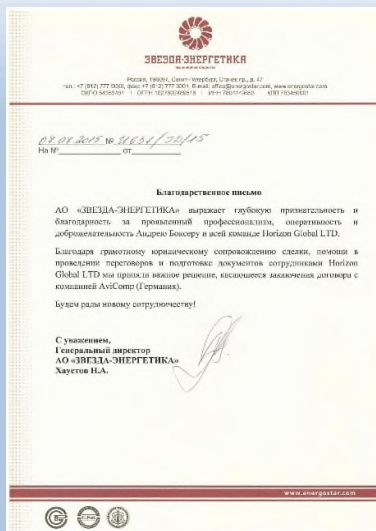 ЗВЕЗДА-ЭНЕРГЕТИКА
На № от
Благодарственное письмо
АО «ЗВЕЗДА-ЭНЕРГЕТИКА» выражает глубокую признательность и
благодарность за проявленный профессионализм, оперативность и
доброжелательность Андрею Боксеру и всей команде Horizon Global LTD.
Благодаря грамотному юридическому сопровождению сделки, помощи в
проведении переговоров и подготовке документов сотрудниками Horizon
Global LTD мы приняли важное решение, касающееся заключения договора с
компанией AviComp (Германия).
Будем рады новому сотрудничеству!
С уважением,
Генеральный директор
АО «ЗВЕЗДА-ЭНЕРГЕТИКА»
Хаустов Н.А.
www.energostar.com